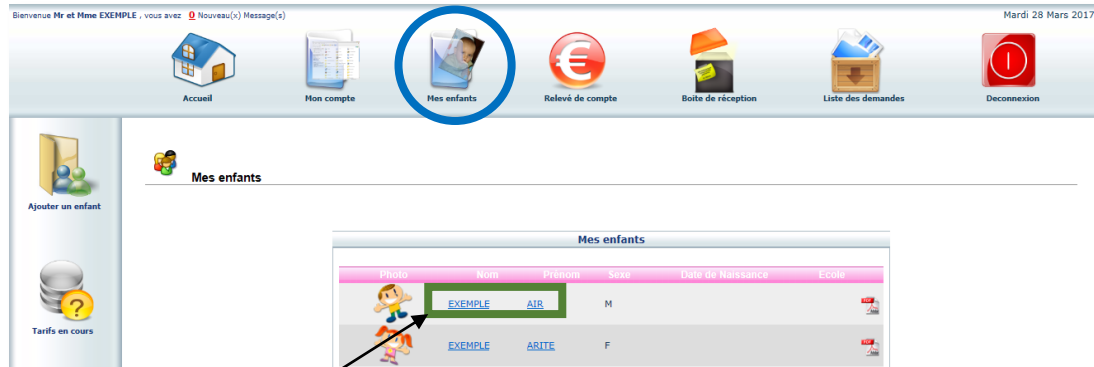 Bienvenue Mr et Mme EXEMPLE , vous avez 0 Nouveau(x) Message(s)
Mardi 28 Mars 2017
Accueil
Mon compte
Mes enfants
Relevé de compte
Boite de réception
Liste des demandes
Deconnexion
Mes enfants
Ajouter un enfant
Mes enfants
Photo Nom Prénom Sexe Date de Naissance Ecole
EXEMPLE AIR M
Tarifs en cours
EXEMPLE ARITE F